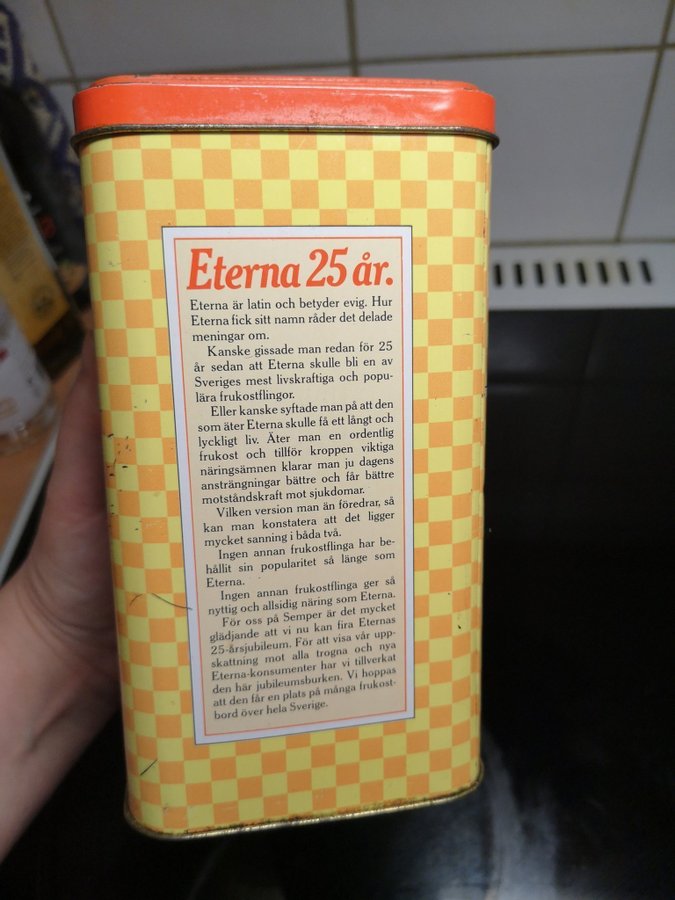 Eterna 25 år.
Eterna är latin och betyder evig. Hur
Eterna fick sitt namn råder det delade
meningar om.
Kanske gissade man redan för 25
år sedan att Eterna skulle bli en av
Sveriges mest livskraftiga och popu-
lära frukostflingor.
Eller kanske syftade man på att den
som äter Eterna skulle få ett långt och
lyckligt liv. Äter man en ordentlig
frukost och tillför kroppen viktiga
näringsämnen klarar man ju dagens
ansträngningar bättre och får bättre
motståndskraft mot sjukdomar.
Vilken version man än föredrar, så
kan man konstatera att det ligger
mycket sanning i båda två.
Ingen annan frukostflinga har be-
hållit sin popularitet så länge som
Eterna.
Ingen annan frukostflinga ger så
nyttig och allsidig näring som Eterna.
För oss på Semper är det mycket
glädjande att vi nu kan fira Eternas
25-årsjubileum. För att visa vår upp-
skattning mot alla trogna och nya
Eterna-konsumenter har vi tillverkat
den här jubileumsburken. Vi hoppas
att den får en plats på många frukost-
bord över hela Sverige.